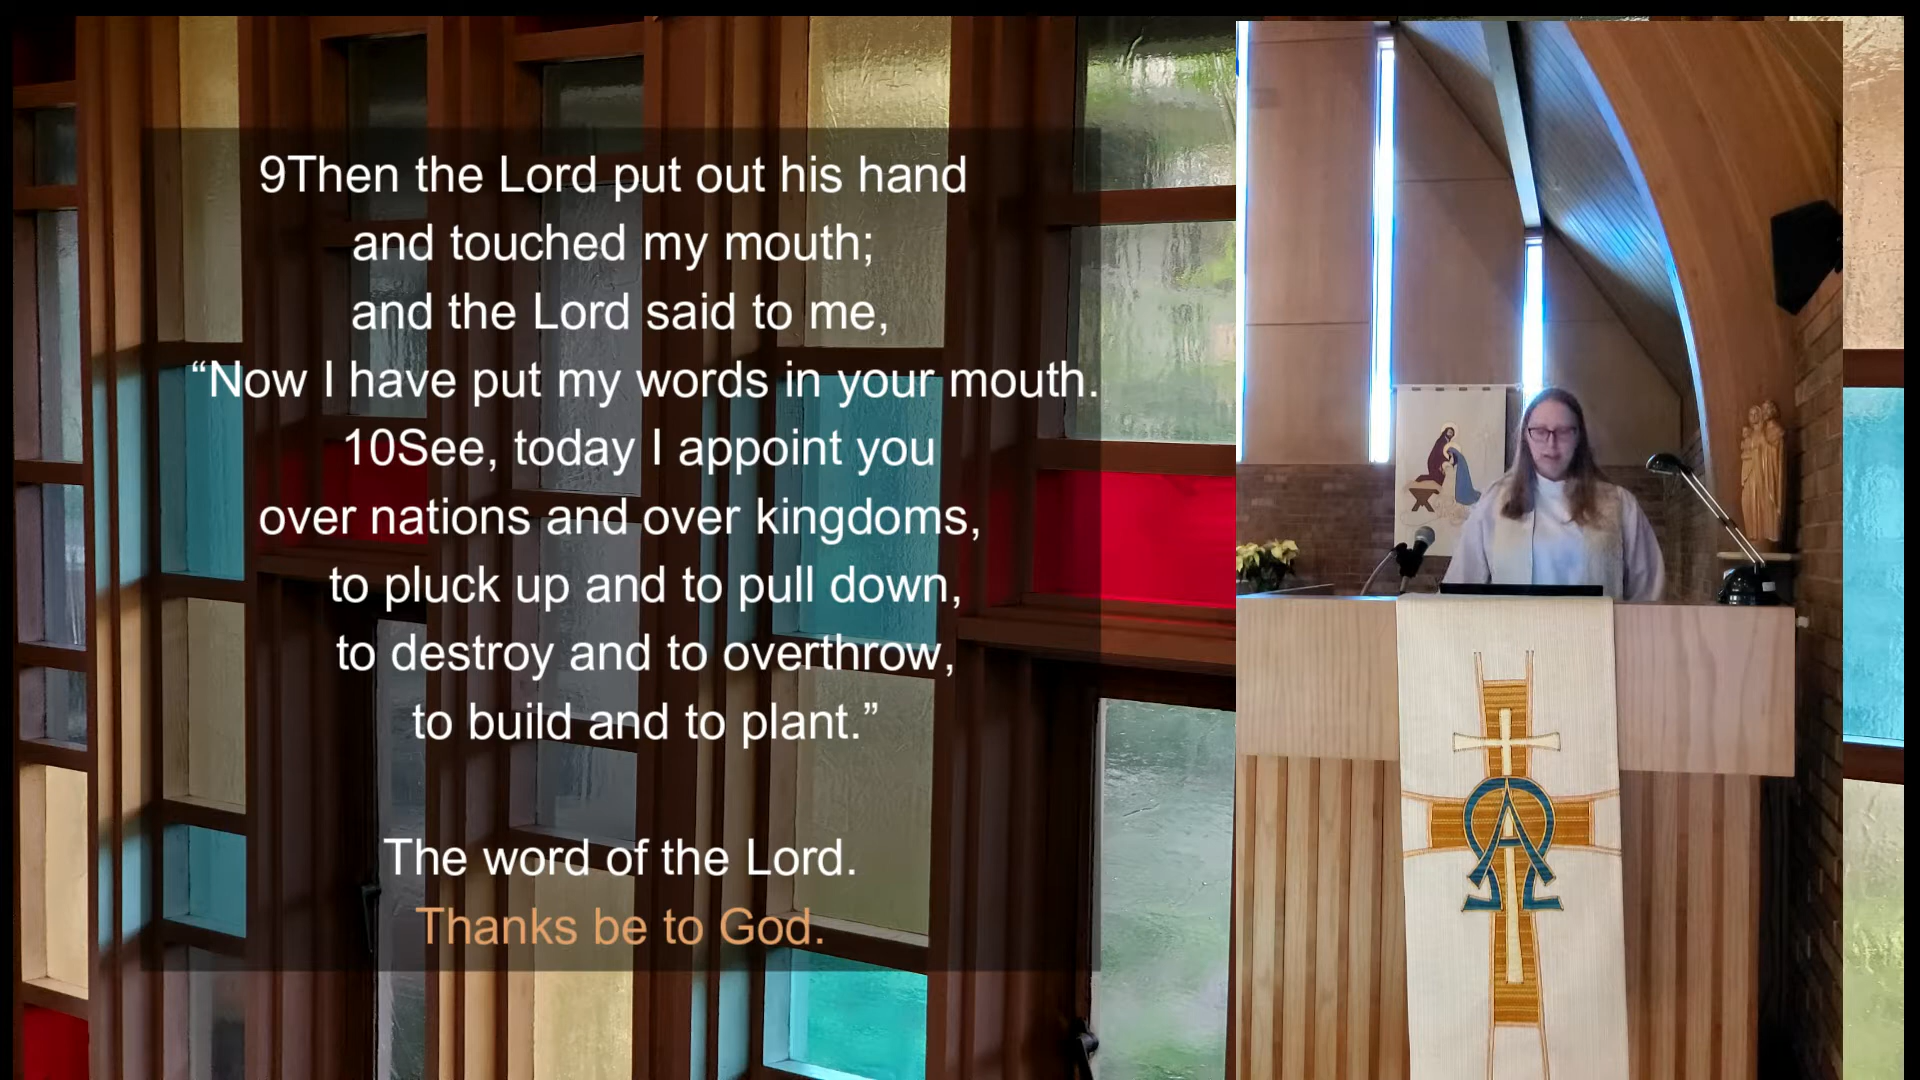 9Then the Lord put out his hand
and touched my mouth;
and the Lord said to me,
“Now I have put my words in your mouth.
10See, today I appoint you
over nations and over kingdoms,
to pluck up and to pull down,
to destroy and to overthrow,
to build and to plant.”
The word of the Lord.
Thanks be to God.